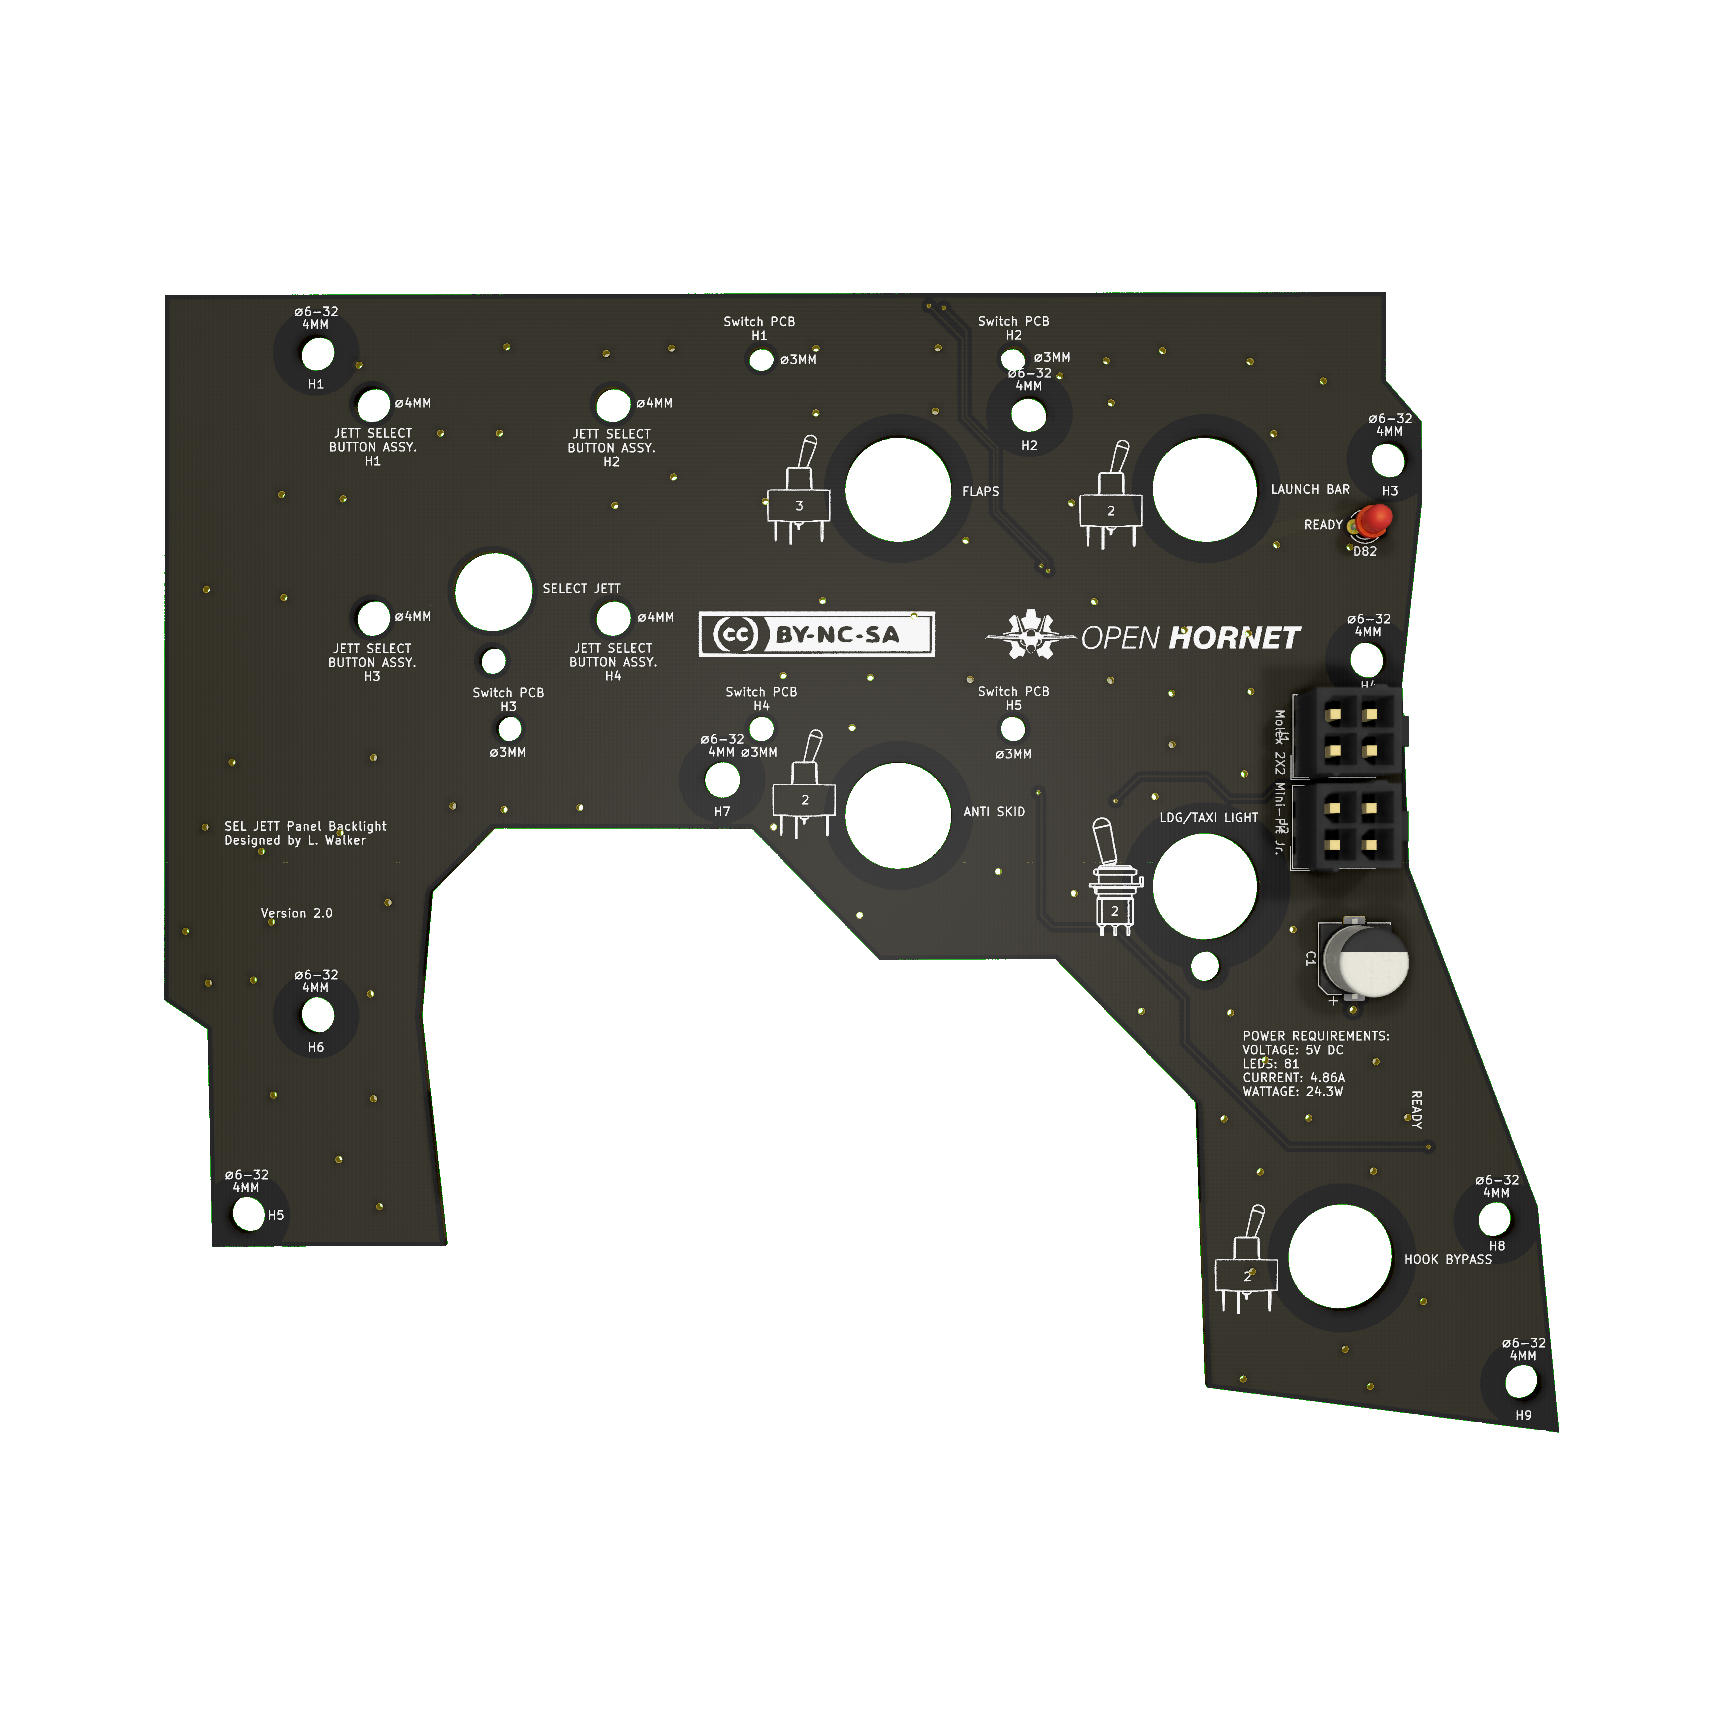 ø6-32
4MM
H1
ø4MM
JETT SELECT
BUTTON ASSY.
H1
ø4MM
JETT SELECT
BUTTON ASSY.
H2
Switch PCB
H1
ø3MM
Switch PCB
H2
ø3MM
ø6-32
4MM
H2
ø6-32
4MM
H3
3
FLAPS
2
LAUNCH BAR
READY
D82
SELECT JETT
ø4MM
JETT SELECT
BUTTON ASSY.
H3
ø4MM
JETT SELECT
BUTTON ASSY.
H4
cc BY-NC-SA
OPEN HORNET
ø6-32
4MM
H4
Switch PCB
H3
ø3MM
Switch PCB
H4
ø3MM
Switch PCB
H5
ø3MM
ø6-32
4MM
H7
2
ANTI SKID
J1
Molex 2X2 Mini-Fit Jr.
J2
LDG/TAXI LIGHT
2
SEL JETT Panel Backlight
Designed by L. Walker
Version 2.0
C1
+
ø6-32
4MM
H6
POWER REQUIREMENTS:
VOLTAGE: 5V DC
LEDS: 81
CURRENT: 4.86A
WATTAGE: 24.3W
READY
ø6-32
4MM
H5
ø6-32
4MM
H8
2
HOOK BYPASS
ø6-32
4MM
H9